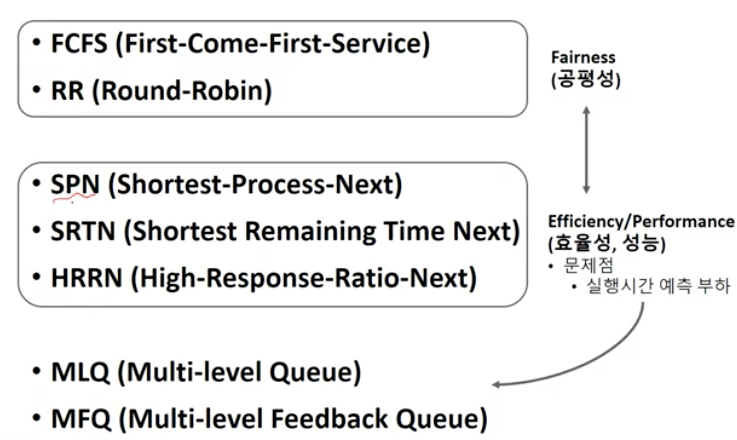 • FCFS (First-Come-First-Service)
• RR (Round-Robin)
Fairness
(공평성)
• SPN (Shortest-Process-Next)
• SRTN (Shortest Remaining Time Next)
• HRRN (High-Response-Ratio-Next)
Efficiency/Performance
(효율성, 성능)
• 문제점
• 실행시간 예측 부하
• MLQ (Multi-level Queue)
• MFQ (Multi-level Feedback Queue)